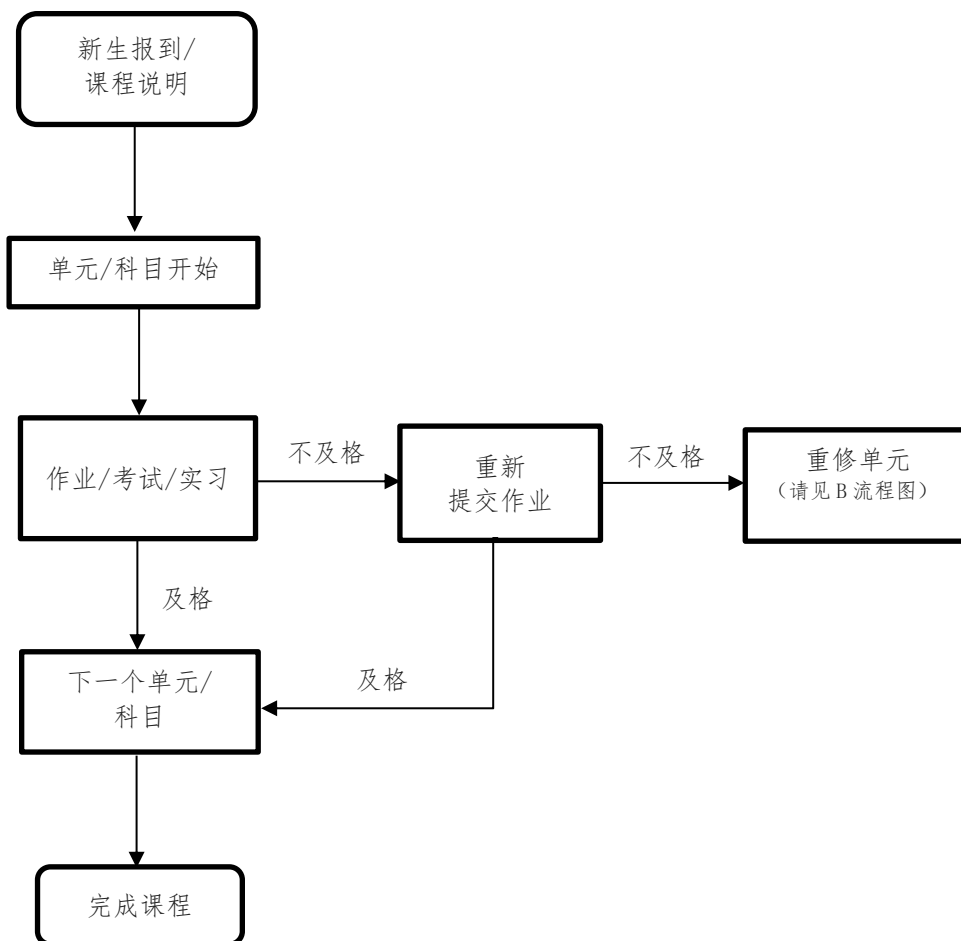 新生报到/
课程说明
单元/科目开始
作业/考试/实习
不及格
重新
提交作业
不及格
重修单元
（请见B流程图）
及格
下一个单元/
科目
及格
完成课程